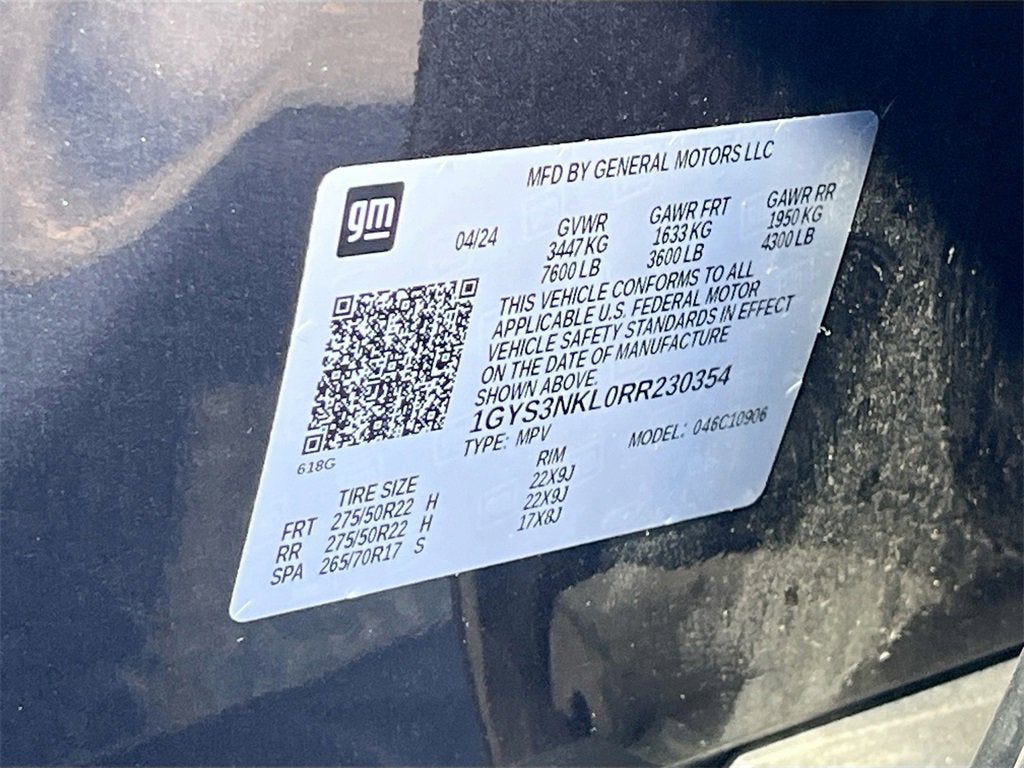 gm
MFD BY GENERAL MOTORS LLC
04/24 GVWR GAWR FRT GAWR RR
3447 KG 1633 KG 1950 KG
7600 LB 3600 LB 4300 LB
THIS VEHICLE CONFORMS TO ALL
APPLICABLE U.S. FEDERAL MOTOR
VEHICLE SAFETY STANDARDS IN EFFECT
ON THE DATE OF MANUFACTURE
SHOWN ABOVE.
1GYS3NKL0RR230354
TYPE: MPV MODEL: 046C10906
618G
TIRE SIZE RIM
FRT 275/50R22 H 22X9J
RR 275/50R22 H 22X9J
SPA 265/70R17 S 17X8J